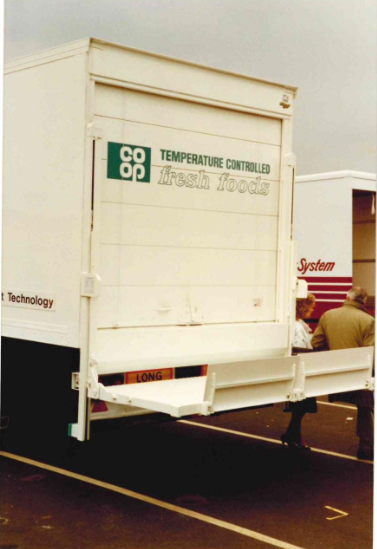 CO
OP
TEMPERATURE CONTROLLED
fresh foods
System
t Technology
LONG